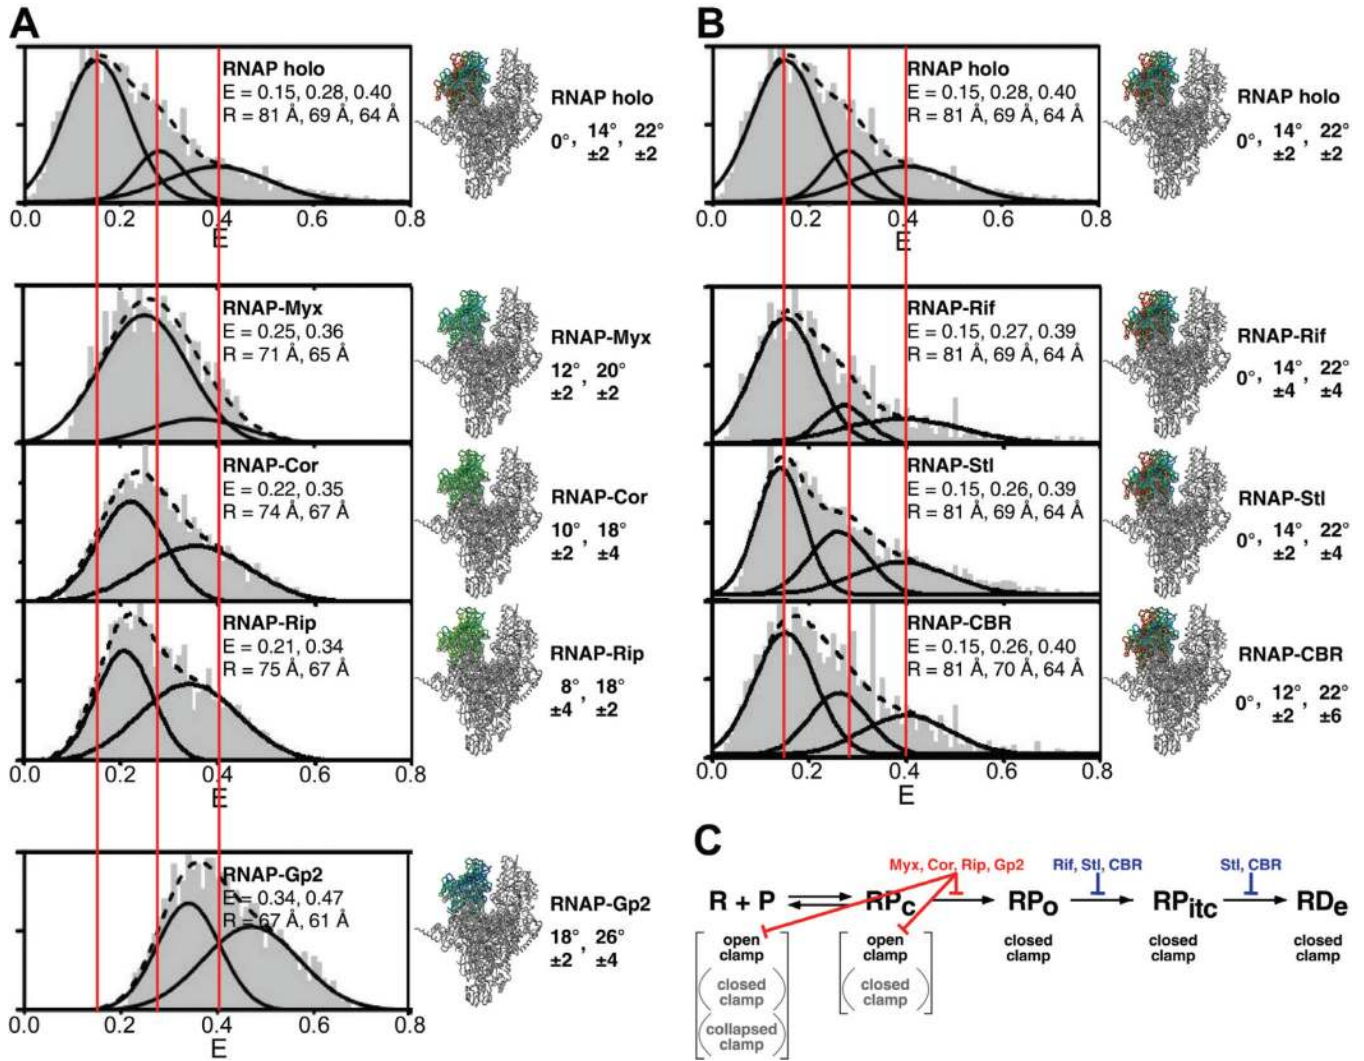 A
RNAP holo
E = 0.15, 0.28, 0.40
R = 81 Å, 69 Å, 64 Å
0.0 0.2 0.4 0.6 0.8
E
RNAP holo
0°, 14° ±2, 22° ±2
RNAP-Myx
E = 0.25, 0.36
R = 71 Å, 65 Å
RNAP-Myx
12° ±2, 20° ±2
RNAP-Cor
E = 0.22, 0.35
R = 74 Å, 67 Å
RNAP-Cor
10° ±2, 18° ±4
RNAP-Rip
E = 0.21, 0.34
R = 75 Å, 67 Å
0.0 0.2 0.4 0.6 0.8
E
RNAP-Rip
8° ±4, 18° ±2
RNAP-Gp2
E = 0.34, 0.47
R = 67 Å, 61 Å
0.0 0.2 0.4 0.6 0.8
E
RNAP-Gp2
18° ±2, 26° ±4
B
RNAP holo
E = 0.15, 0.28, 0.40
R = 81 Å, 69 Å, 64 Å
0.0 0.2 0.4 0.6 0.8
E
RNAP holo
0°, 14° ±2, 22° ±2
RNAP-Rif
E = 0.15, 0.27, 0.39
R = 81 Å, 69 Å, 64 Å
RNAP-Rif
0°, 14° ±4, 22° ±4
RNAP-Stl
E = 0.15, 0.26, 0.39
R = 81 Å, 69 Å, 64 Å
RNAP-Stl
0°, 14° ±2, 22° ±4
RNAP-CBR
E = 0.15, 0.26, 0.40
R = 81 Å, 70 Å, 64 Å
0.0 0.2 0.4 0.6 0.8
E
RNAP-CBR
0°, 12° ±2, 22° ±6
C
Myx, Cor, Rip, Gp2 Rif, Stl, CBR Stl, CBR
R + P RPc RPo RPitc RDe
open open closed closed closed
clamp clamp clamp clamp clamp
closed closed
clamp clamp
collapsed
clamp